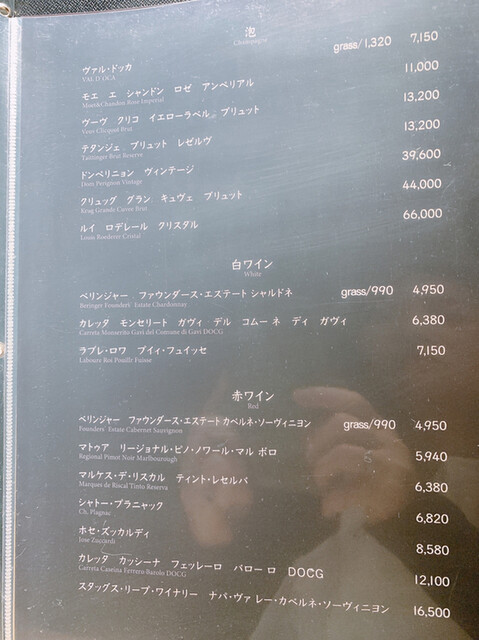 泡
Champagne
ヴァル・ドッカ grass/1,320 7,150
VAL D'OCA
モエ エ シャンドン ロゼ アンペリアル 11,000
Moet&Chandon Rose Imperial
ヴーヴ クリコ イエローラベル ブリュット 13,200
Veuve Clicquot Brut
テタンジェ ブリュット レゼルヴ 13,200
Taittinger Brut Reserve
ドンペリニョン ヴィンテージ 39,600
Dom Perignon Vintage
クリュッグ グラン キュヴェ ブリュット 44,000
Krug Grande Cuvee Brut
ルイ ロデレール クリスタル 66,000
Louis Roederer Cristal
白ワイン
White
ベリンジャー ファウンダース・エステート シャルドネ grass/990 4,950
Beringer Founders' Estate Chardonnay
カレッタ モンセリート ガヴィ デル コムーネ ディ ガヴィ 6,380
Carreta Monserito Gavi del Comune di Gavi DOCG
ラブレ・ロワ プイィ・フュイッセ 7,150
Laboure Roi Pouilly Fuisse
赤ワイン
Red
ベリンジャー ファウンダース・エステート カベルネ・ソーヴィニヨン grass/990 4,950
Founders' Estate Cabernet Sauvignon
マトゥア リージョナル・ピノ・ノワール・マル ボロ 5,940
Regional Pinot Noir Marlbourough
マルケス・デ・リスカル ティント・レセルバ 6,380
Marques de Riscal Tinto Reserva
シャトー・プラニャック 6,820
Ch. Plagnac
ホセ・ズッカルディ 8,580
Jose Zuccardi
カレッタ カッシーナ フェッレーロ バローロ DOCG 12,100
Carreta Cascina Ferrero Barolo DOCG
スタッグス・リープ・ワイナリー ナパ・ヴァ レー・カベルネ・ソーヴィニヨン 16,500